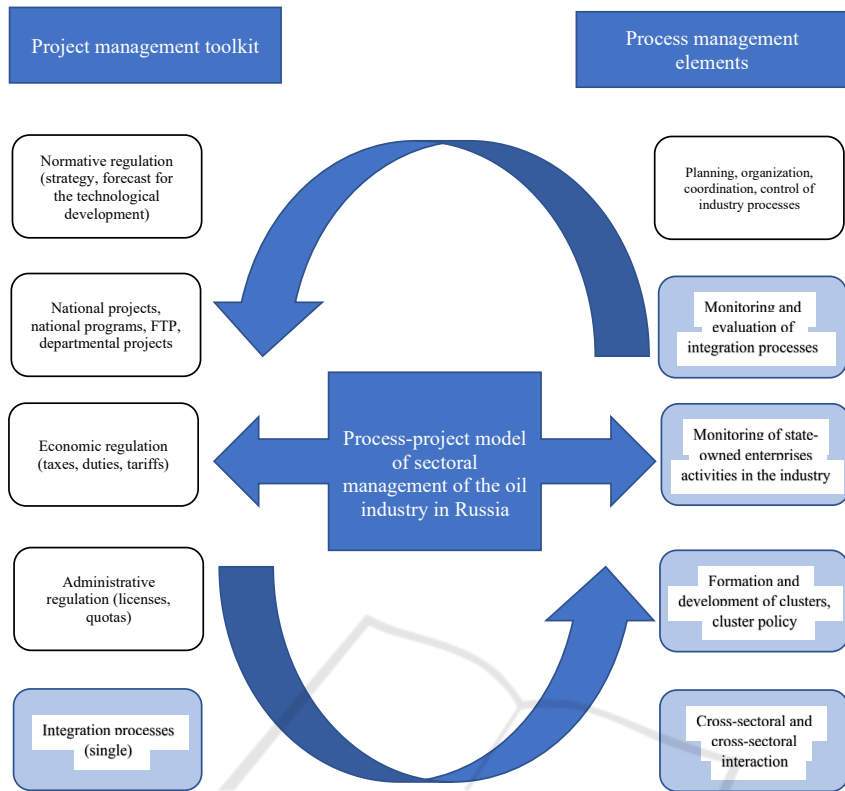 Project management toolkit
Process management
elements
Normative regulation
(strategy, forecast for
the technological
development)
National projects,
national programs, FTP,
departmental projects
Economic regulation
(taxes, duties, tariffs)
Administrative
regulation (licenses,
quotas)
Integration processes
(single)
Process-project model
of sectoral
management of the oil
industry in Russia
Planning, organization,
coordination, control of
industry processes
Monitoring and
evaluation of
integration processes
Monitoring of state-
owned enterprises
activities in the industry
Formation and
development of clusters,
cluster policy
Cross-sectoral and
cross-sectoral
interaction